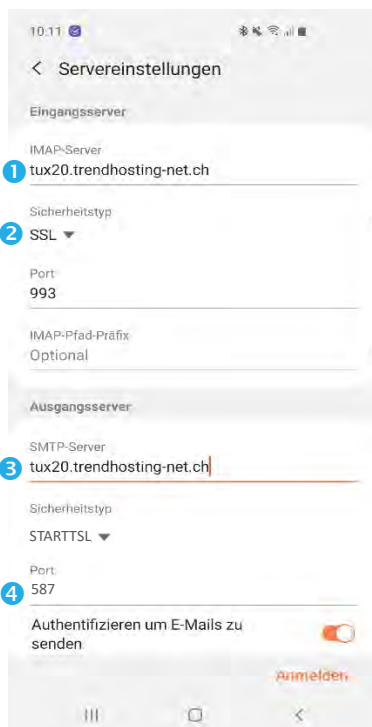 10:11
< Servereinstellungen
Eingangsserver
IMAP-Server
1 tux20.trendhosting-net.ch
Sicherheitstyp
2 SSL
Port
993
IMAP-Pfad-Präfix
Optional
Ausgangsserver
SMTP-Server
3 tux20.trendhosting-net.ch
Sicherheitstyp
STARTTSL
Port
4 587
Authentifizieren um E-Mails zu
senden
Anmelden